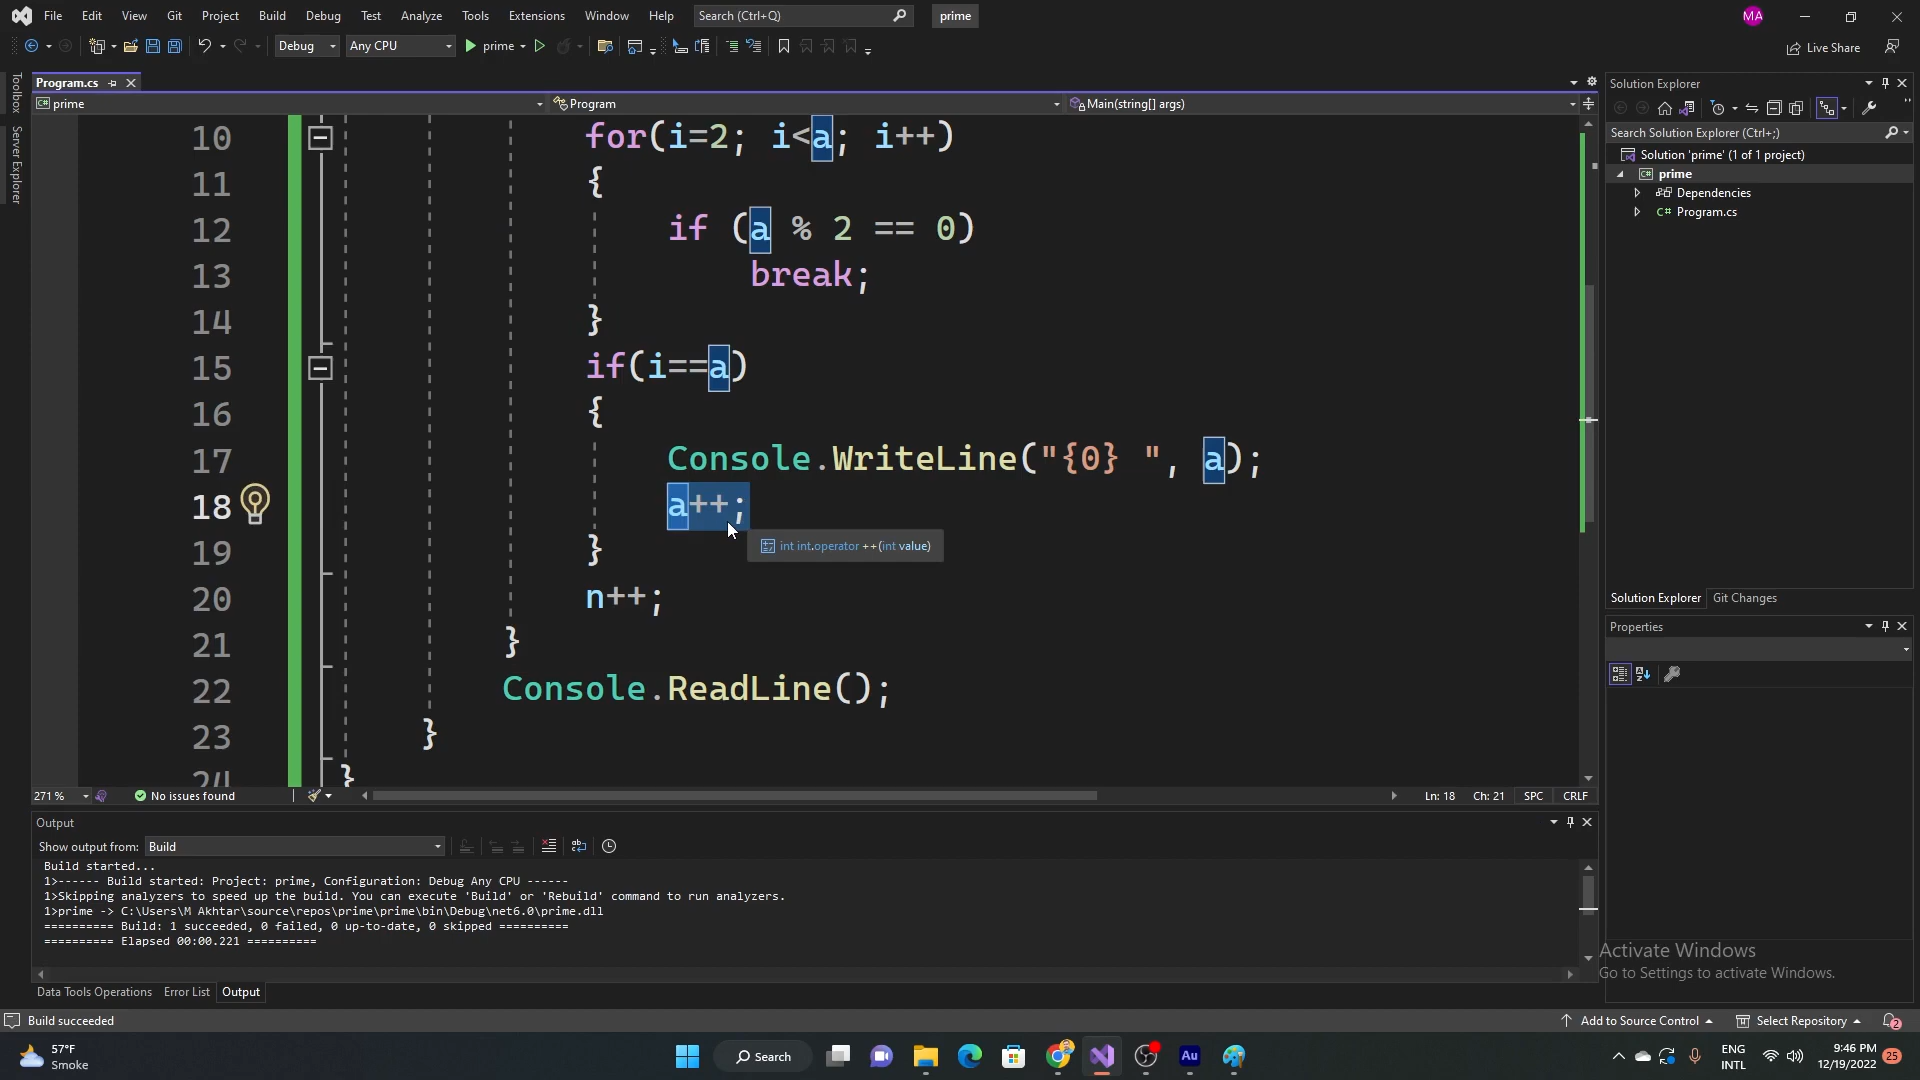 File Edit View Git Project Build Debug Test Analyze Tools Extensions Window Help Search (Ctrl+Q) prime MA
Debug Any CPU prime Live Share
Toolbox
Server Explorer
Program.cs
prime Program Main(string[] args)
10 for(i=2; i<a; i++)
11 {
12 if (a % 2 == 0)
13 break;
14 }
15 if(i==a)
16 {
17 Console.WriteLine("{0} ", a);
18 a++;
int int.operator ++(int value)
19 }
20 n++;
21 }
22 Console.ReadLine();
23 }
24 }
271 % No issues found Ln: 18 Ch: 21 SPC CRLF
Output
Show output from: Build
Build started...
1>------ Build started: Project: prime, Configuration: Debug Any CPU ------
1>Skipping analyzers to speed up the build. You can execute 'Build' or 'Rebuild' command to run analyzers.
1>prime -> C:\Users\M Akhtar\source\repos\prime\prime\bin\Debug\net6.0\prime.dll
========== Build: 1 succeeded, 0 failed, 0 up-to-date, 0 skipped ==========
========== Elapsed 00:00.221 ==========
Data Tools Operations Error List Output
Solution Explorer
Search Solution Explorer (Ctrl+;)
Solution 'prime' (1 of 1 project)
C# prime
Dependencies
C# Program.cs
Solution Explorer Git Changes
Properties
Activate Windows
Go to Settings to activate Windows.
Build succeeded Add to Source Control Select Repository 2
57°F
Smoke
Search
Au
ENG
INTL
9:46 PM
12/19/2022
25